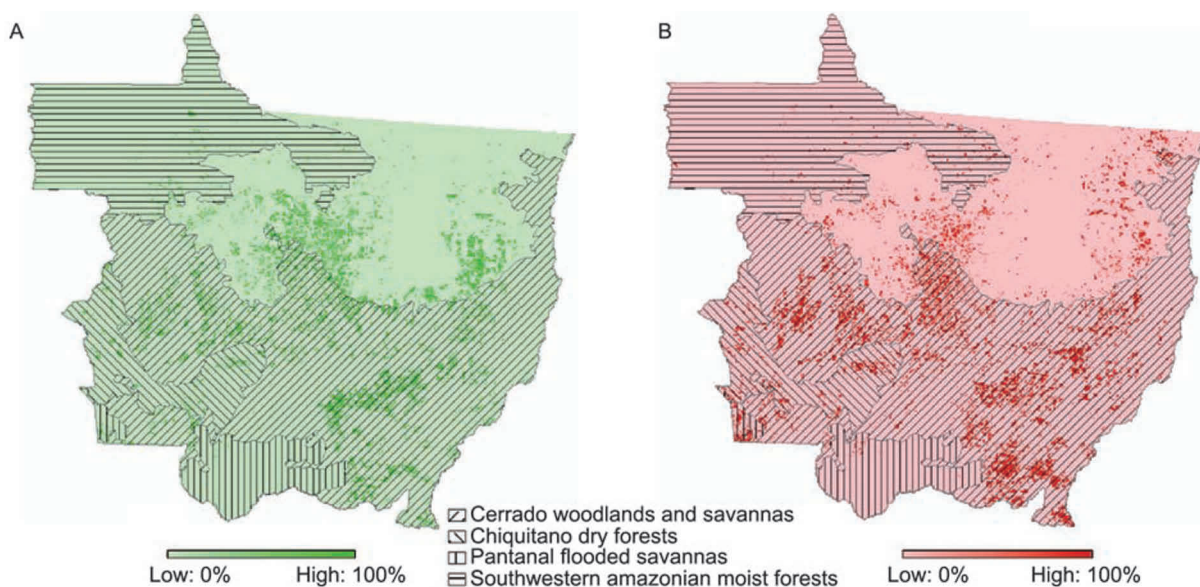 A
B
Cerrado woodlands and savannas
Chiquitano dry forests
Pantanal flooded savannas
Southwestern amazonian moist forests
Low: 0% High: 100%
Low: 0% High: 100%